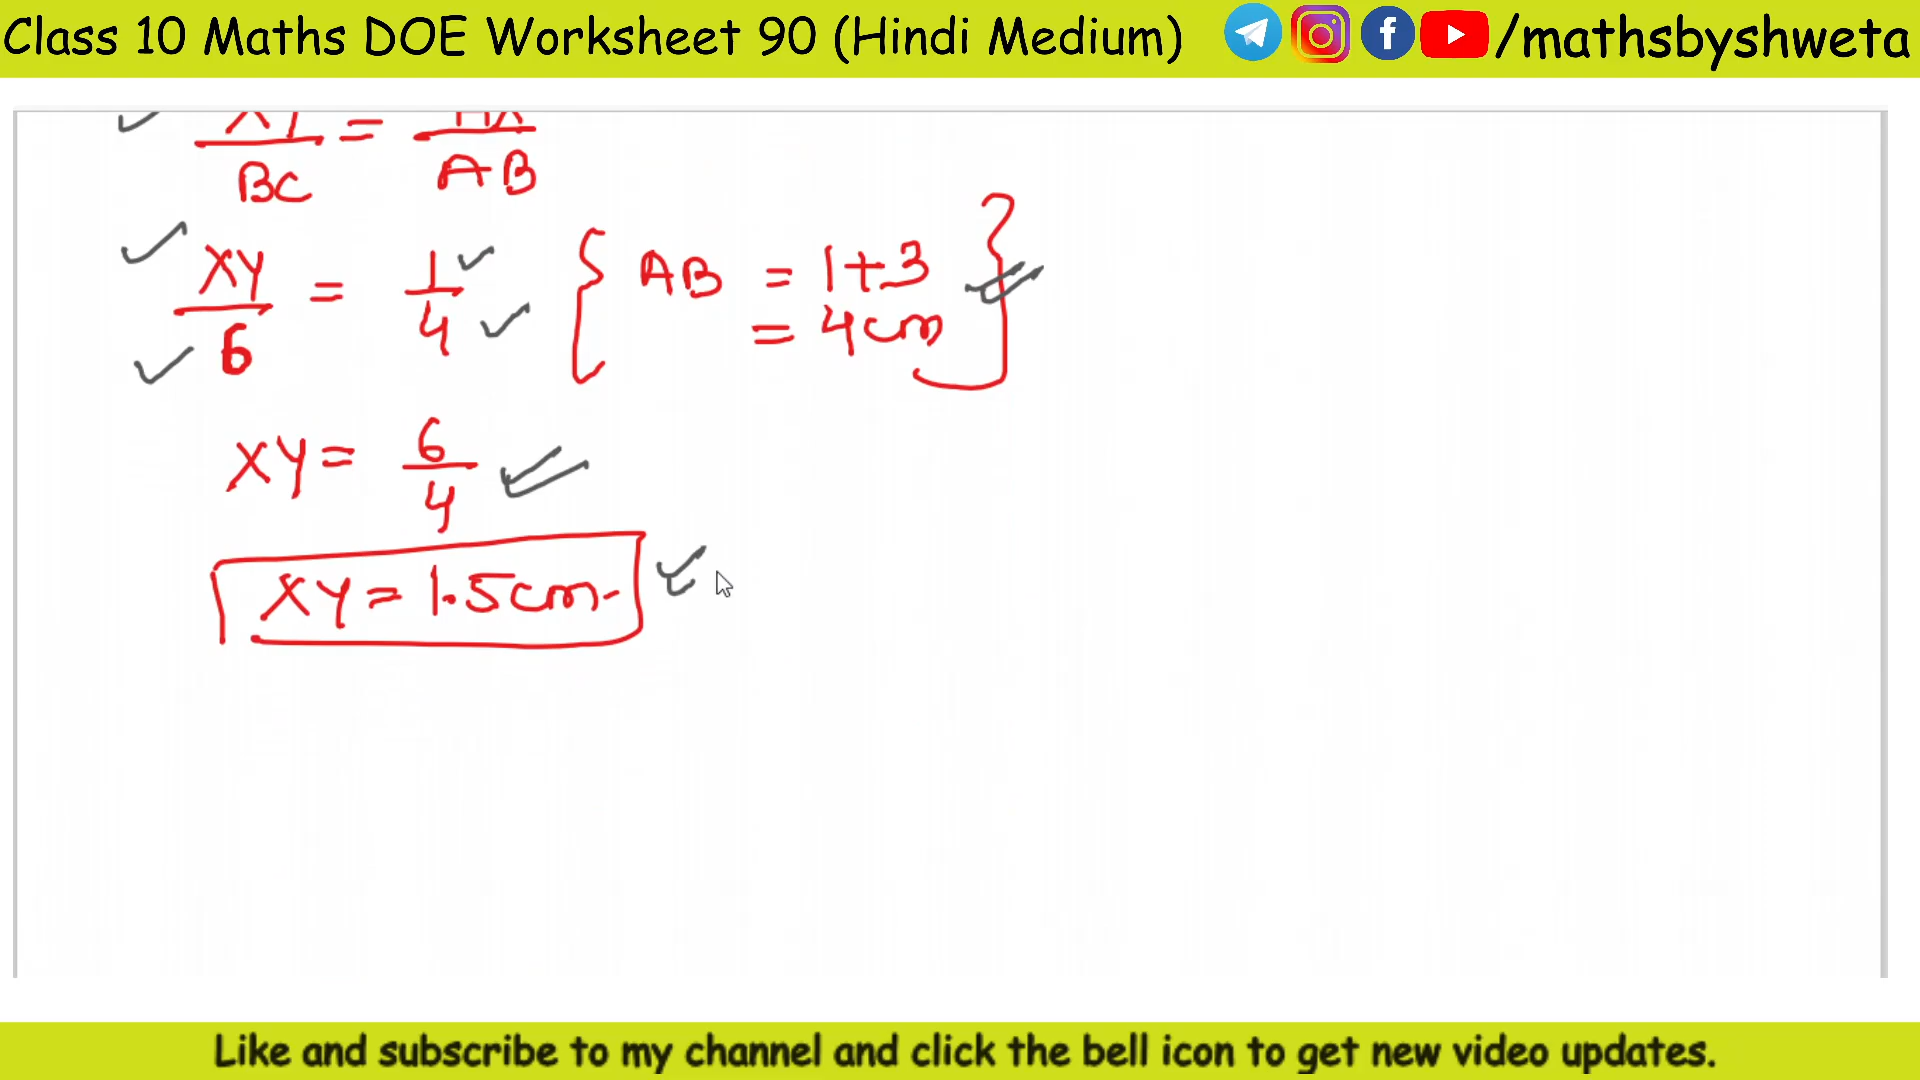 Class 10 Maths DOE Worksheet 90 (Hindi Medium) /mathsbyshweta
XY/BC = AX/AB
XY/6 = 1/4 { AB = 1+3
= 4cm }
XY = 6/4
XY = 1.5cm
Like and subscribe to my channel and click the bell icon to get new video updates.